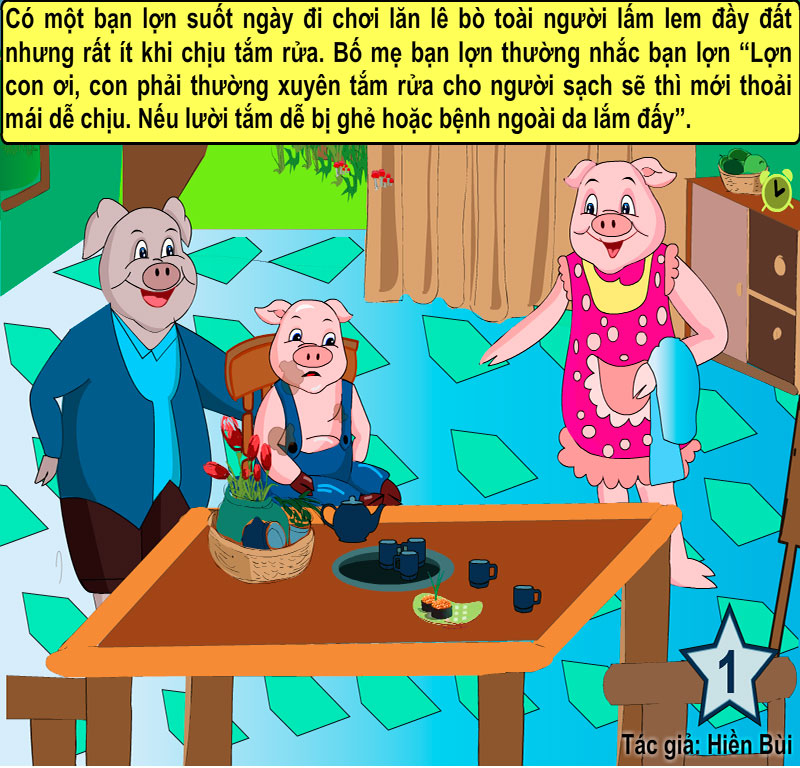 Có một bạn lợn suốt ngày đi chơi lăn lê bò toài người lấm lem đầy đất
nhưng rất ít khi chịu tắm rửa. Bố mẹ bạn lợn thường nhắc bạn lợn “Lợn
con ơi, con phải thường xuyên tắm rửa cho người sạch sẽ thì mới thoải
mái dễ chịu. Nếu lười tắm dễ bị ghẻ hoặc bệnh ngoài da lắm đấy”.
1
Tác giả: Hiền Bùi